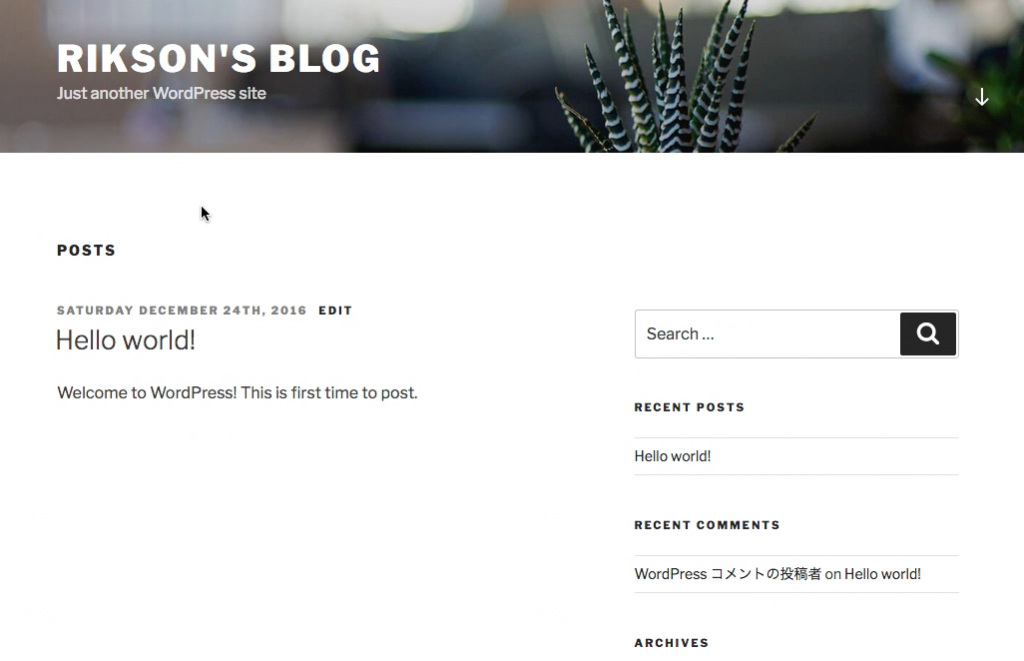 RIKSON'S BLOG
Just another WordPress site
POSTS
SATURDAY DECEMBER 24TH, 2016 EDIT
Hello world!
Welcome to WordPress! This is first time to post.
Search ...
RECENT POSTS
Hello world!
RECENT COMMENTS
WordPress コメントの投稿者 on Hello world!
ARCHIVES